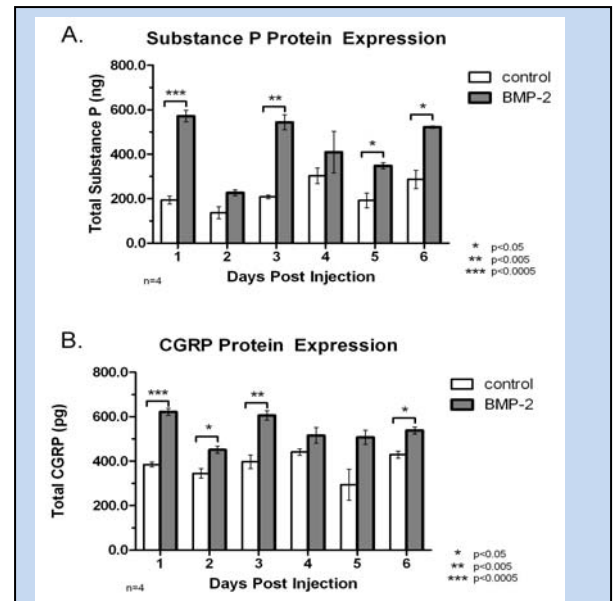 A.
Substance P Protein Expression
Total Substance P (ng)
800.0
600.0
400.0
200.0
0.0
***
**
*
*
control
BMP-2
1 2 3 4 5 6
Days Post Injection
n=4
* p<0.05
** p<0.005
*** p<0.0005
B.
CGRP Protein Expression
Total CGRP (pg)
800.0
600.0
400.0
200.0
0.0
***
*
**
*
control
BMP-2
1 2 3 4 5 6
Days Post Injection
n=4
* p<0.05
** p<0.005
*** p<0.0005